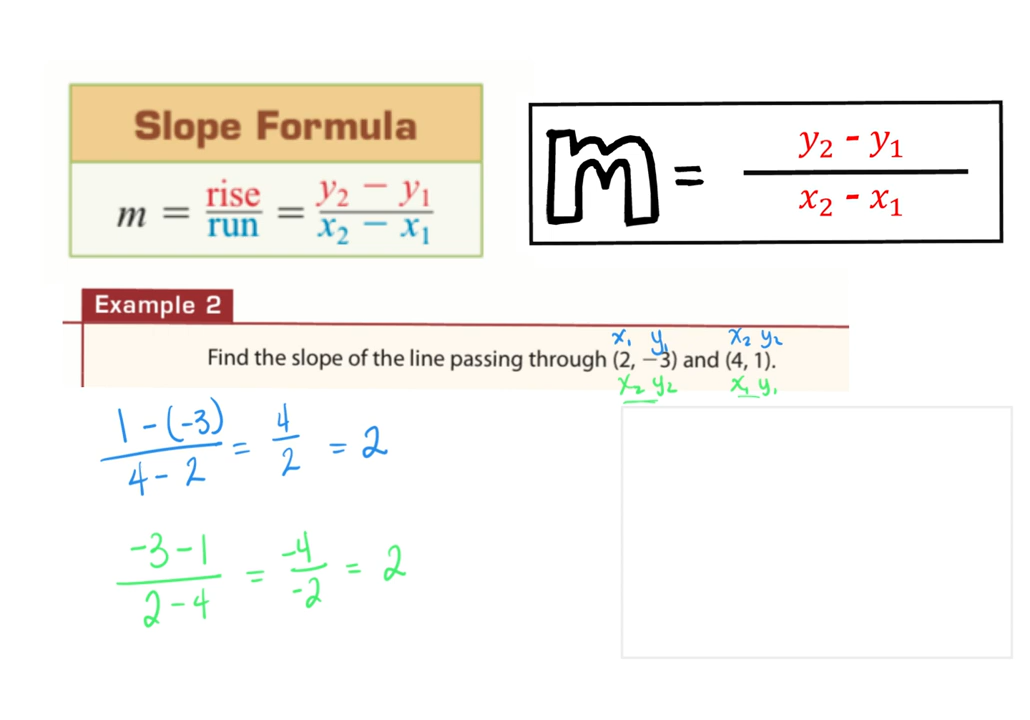 Slope Formula
m = rise/run = (y₂ − y₁)/(x₂ − x₁)
m = (y₂ - y₁)/(x₂ - x₁)
Example 2
x₁ y₁ x₂ y₂
Find the slope of the line passing through (2, −3) and (4, 1).
x₂ y₂ x₁ y₁
(1-(-3))/(4-2) = 4/2 = 2
(-3-1)/(2-4) = -4/-2 = 2